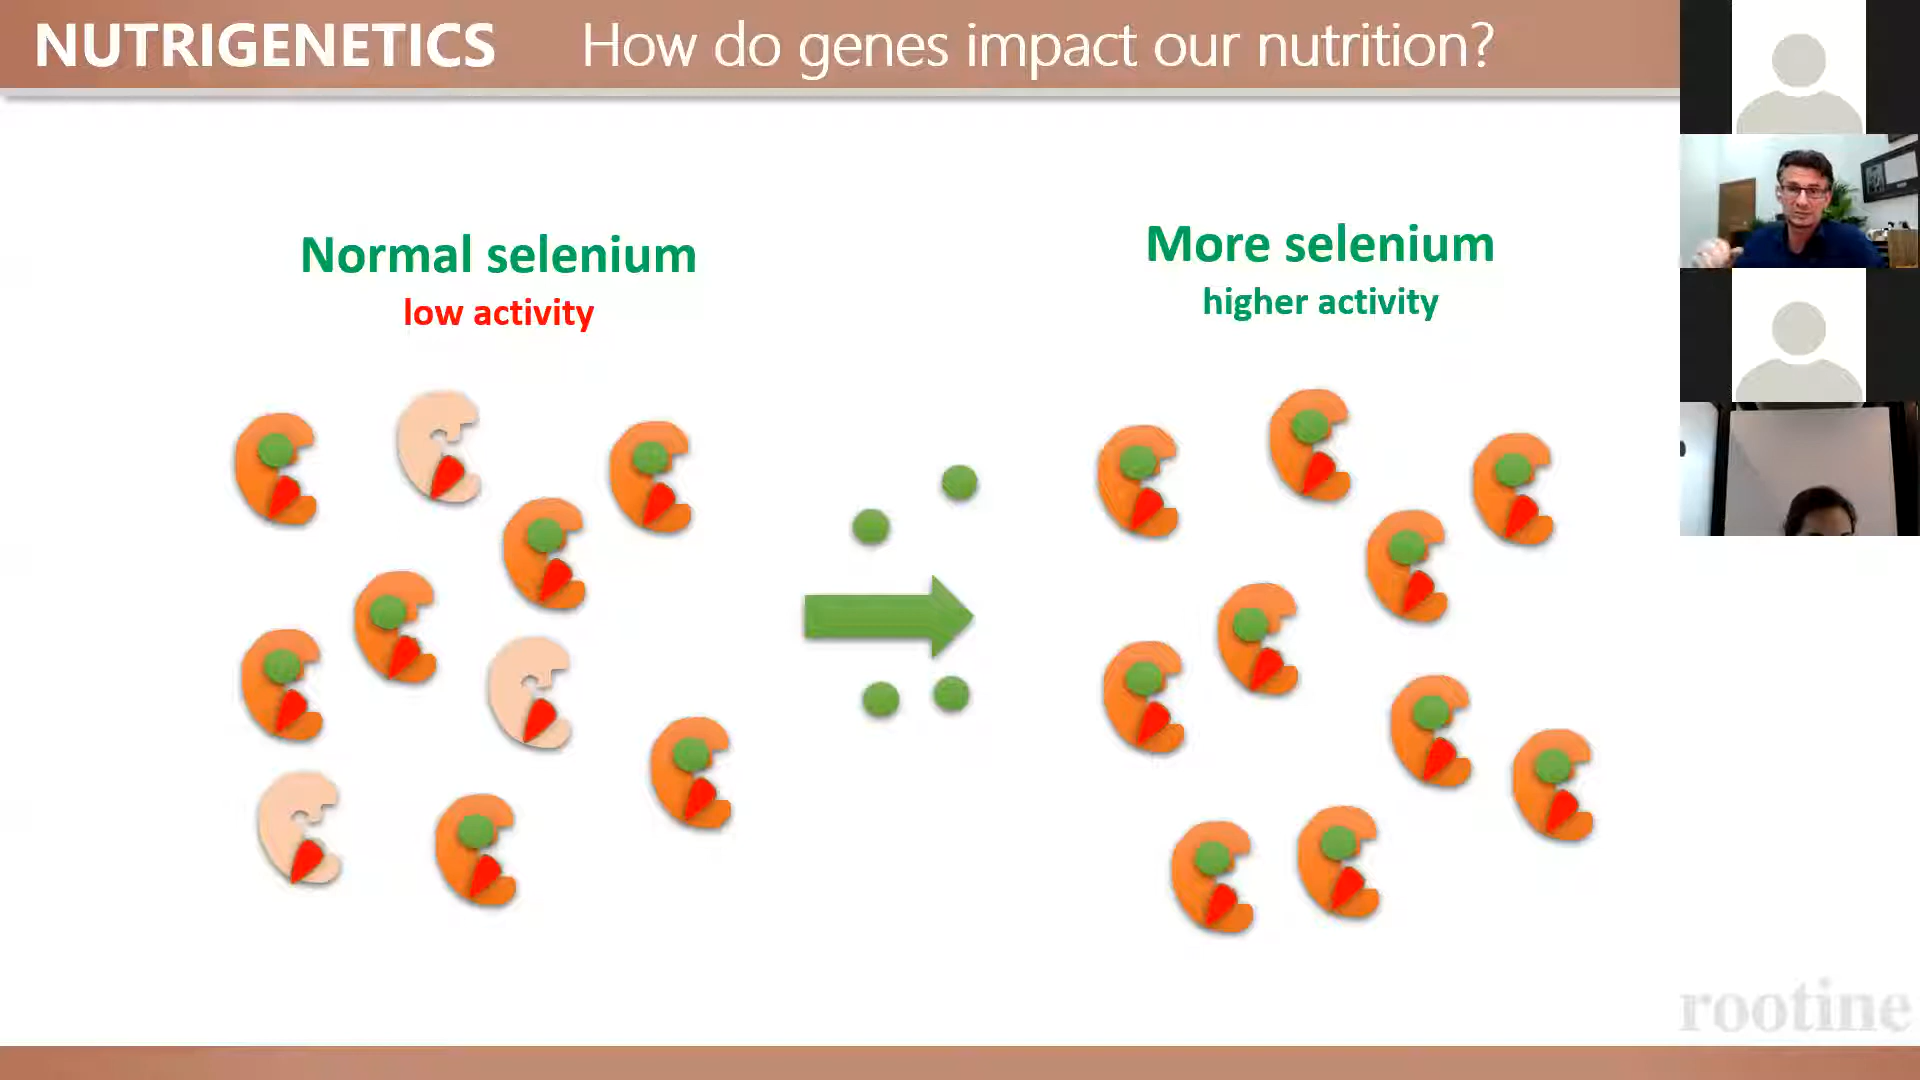 NUTRIGENETICS How do genes impact our nutrition?
Normal selenium
low activity
More selenium
higher activity
rootine